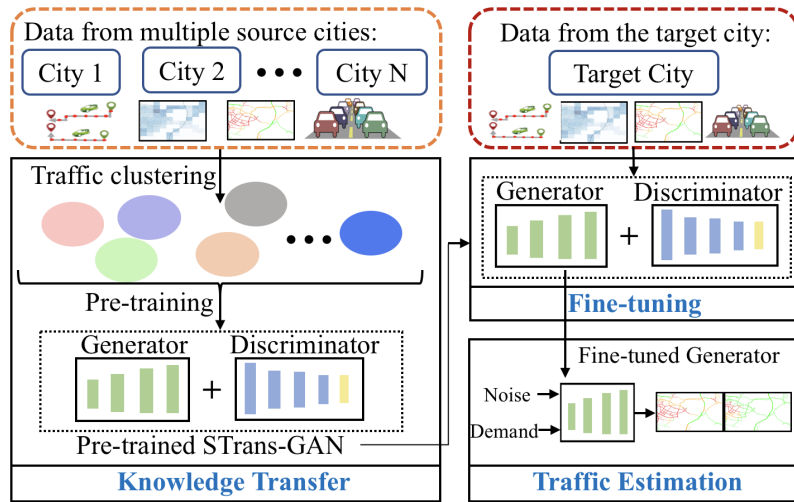 Data from multiple source cities:
City 1
City 2
City N
Traffic clustering
Pre-training
Generator
Discriminator
+
Pre-trained STrans-GAN
Knowledge Transfer
Data from the target city:
Target City
Generator
Discriminator
+
Fine-tuning
Fine-tuned Generator
Noise
Demand
Traffic Estimation